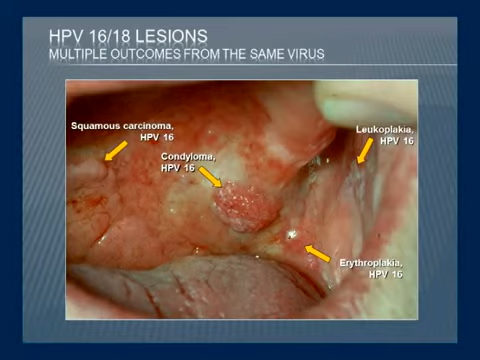 HPV 16/18 LESIONS
MULTIPLE OUTCOMES FROM THE SAME VIRUS
Squamous carcinoma,
HPV 16
Condyloma,
HPV 16
Leukoplakia,
HPV 16
Erythroplakia,
HPV 16